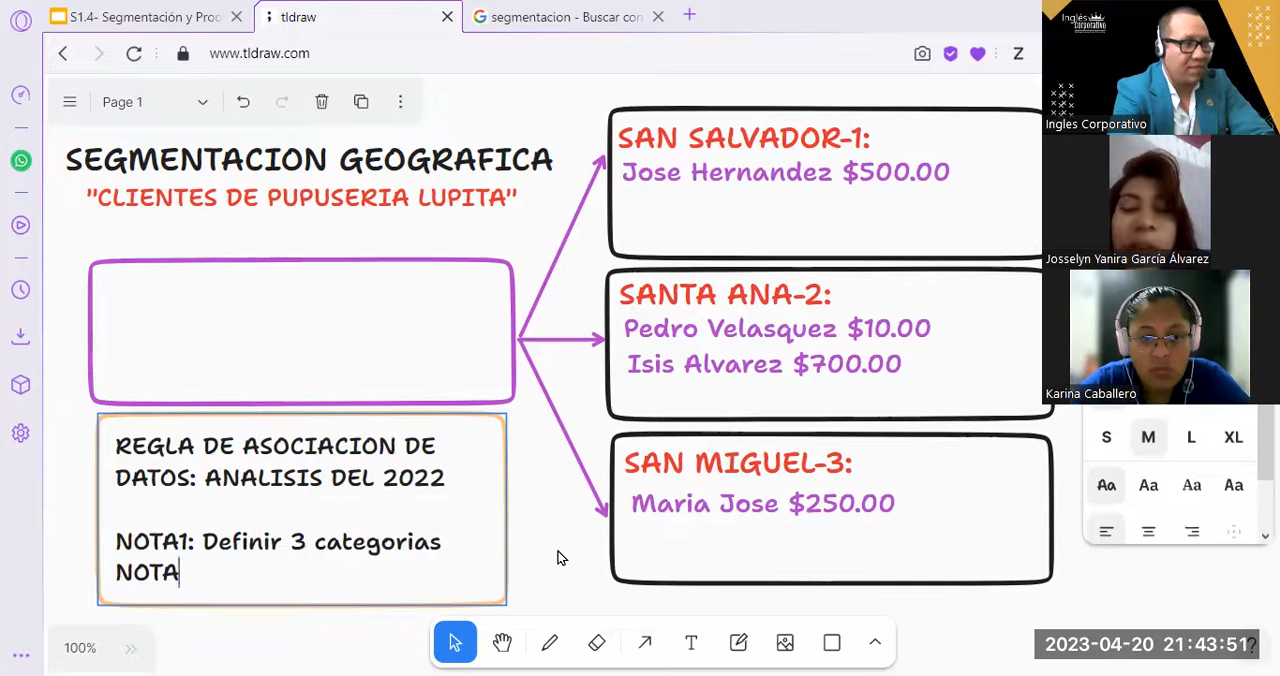 S1.4- Segmentación y Proc
tldraw
segmentacion - Buscar con
www.tldraw.com
Z
Page 1
SEGMENTACION GEOGRAFICA
"CLIENTES DE PUPUSERIA LUPITA"
SAN SALVADOR-1:
Jose Hernandez $500.00
SANTA ANA-2:
Pedro Velasquez $10.00
Isis Alvarez $700.00
SAN MIGUEL-3:
Maria Jose $250.00
REGLA DE ASOCIACION DE
DATOS: ANALISIS DEL 2022
NOTA1: Definir 3 categorias
NOTA
Inglés
Corporativo
Ingles Corporativo
Josselyn Yanira García Álvarez
Karina Caballero
S M L XL
Aa Aa Aa Aa
T
100%
2023-04-20 21:43:51